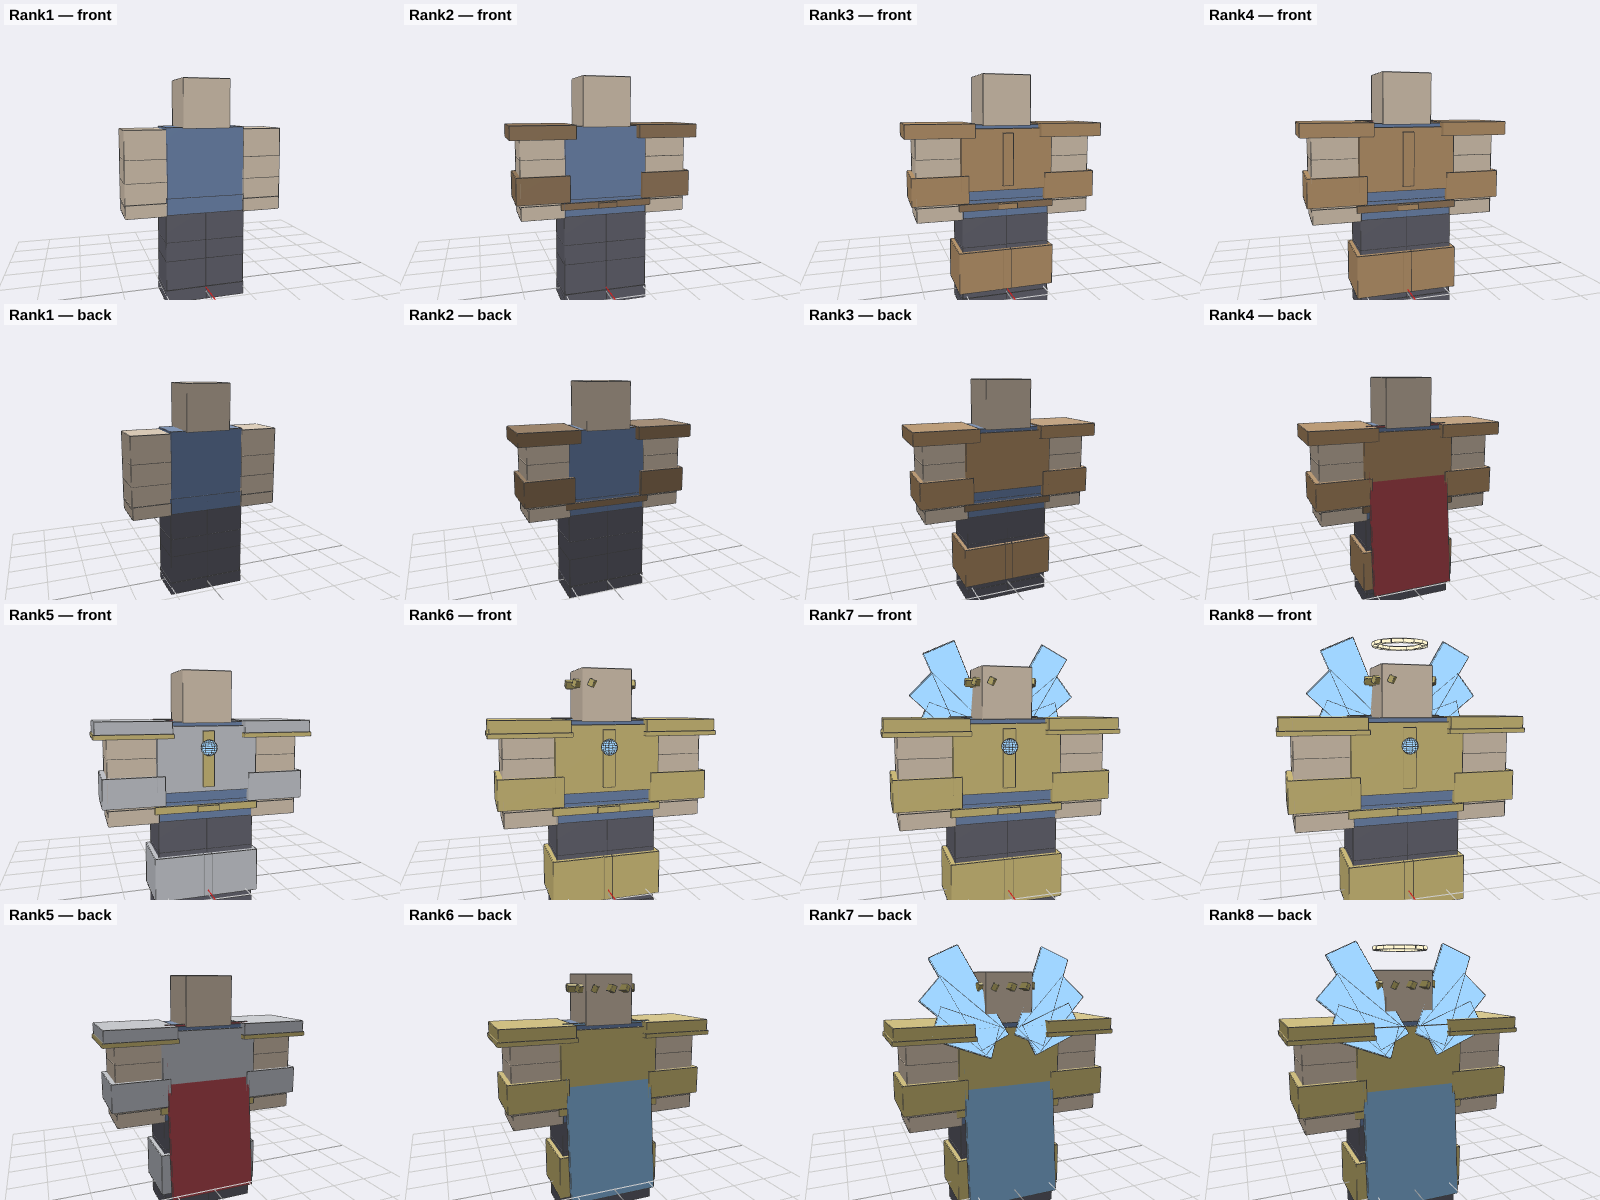 Rank1 — front
Rank2 — front
Rank3 — front
Rank4 — front
Rank1 — back
Rank2 — back
Rank3 — back
Rank4 — back
Rank5 — front
Rank6 — front
Rank7 — front
Rank8 — front
Rank5 — back
Rank6 — back
Rank7 — back
Rank8 — back